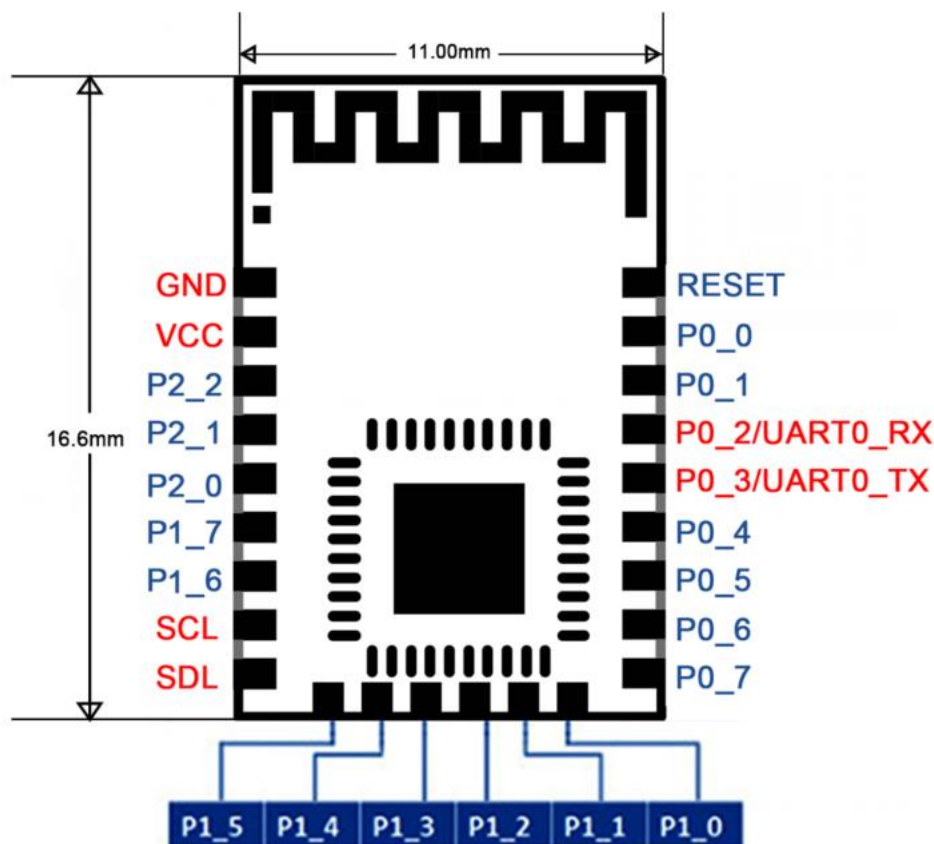 11.00mm
16.6mm
GND
VCC
P2_2
P2_1
P2_0
P1_7
P1_6
SCL
SDL
RESET
P0_0
P0_1
P0_2/UART0_RX
P0_3/UART0_TX
P0_4
P0_5
P0_6
P0_7
P1_5 P1_4 P1_3 P1_2 P1_1 P1_0